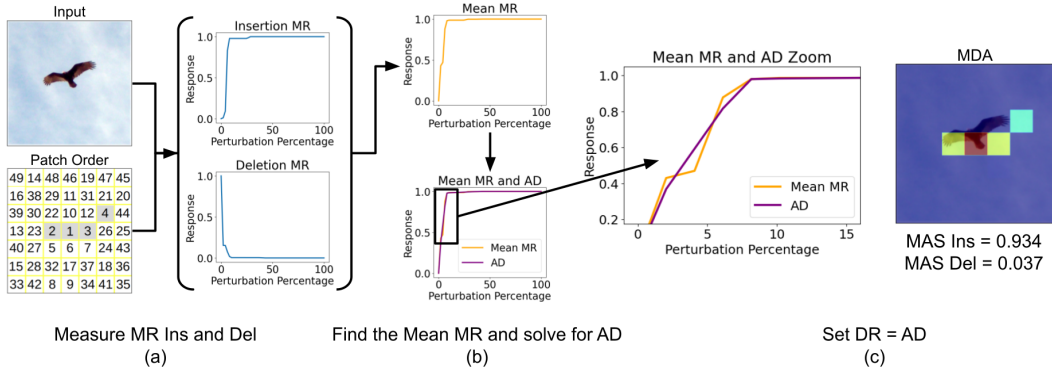 Input
Patch Order
49 14 48 46 19 47 45
16 38 29 11 31 21 20
39 30 22 10 12 4 44
13 23 2 1 3 26 25
40 27 5 6 7 24 43
15 28 32 17 37 18 36
33 42 8 9 34 41 35
Insertion MR
Response
1.0
0.5
0.0
0 50 100
Perturbation Percentage
Deletion MR
Response
1.0
0.5
0.0
0 50 100
Perturbation Percentage
Measure MR Ins and Del
(a)
Mean MR
Response
1.0
0.5
0.0
0 50 100
Perturbation Percentage
Mean MR and AD
Response
1.0
0.5
0.0
Mean MR
AD
0 50 100
Perturbation Percentage
Find the Mean MR and solve for AD
(b)
Mean MR and AD Zoom
Response
1.0
0.8
0.6
0.4
0.2
Mean MR
AD
0 5 10 15
Perturbation Percentage
MDA
MAS Ins = 0.934
MAS Del = 0.037
Set DR = AD
(c)